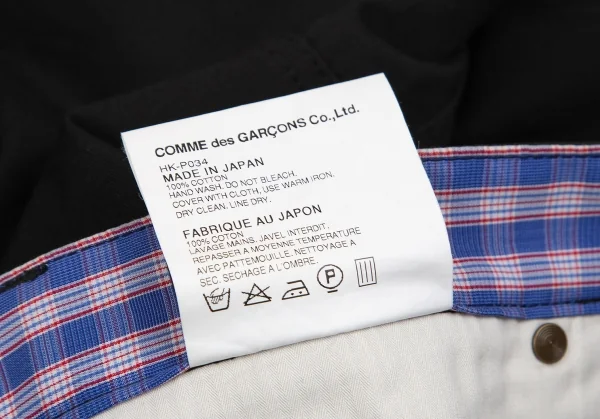 COMME des GARÇONS Co.,Ltd.
HK-P034
MADE IN JAPAN
100% COTTON
HAND WASH. DO NOT BLEACH.
COVER WITH CLOTH, USE WARM IRON.
DRY CLEAN. LINE DRY.
FABRIQUE AU JAPON
100% COTON
LAVAGE MAINS. JAVEL INTERDIT.
REPASSER A MOYENNE TEMPERATURE
AVEC PATTEMOUILLE. NETTOYAGE A
SEC. SECHAGE A L'OMBRE.
P